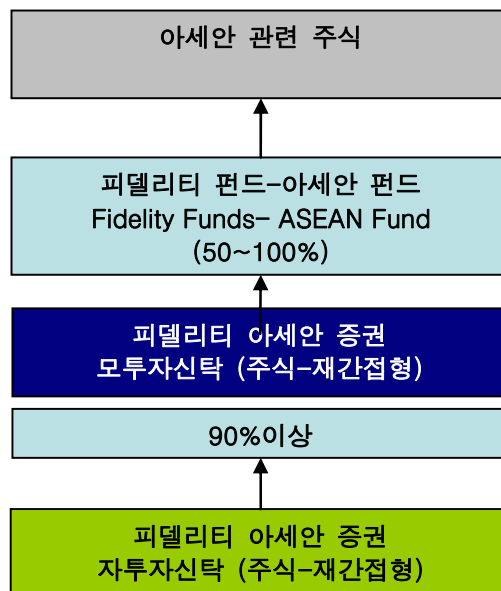 아세안 관련 주식
피델리티 펀드-아세안 펀드
Fidelity Funds- ASEAN Fund
(50~100%)
피델리티 아세안 증권
모투자신탁 (주식-재간접형)
90%이상
피델리티 아세안 증권
자투자신탁 (주식-재간접형)